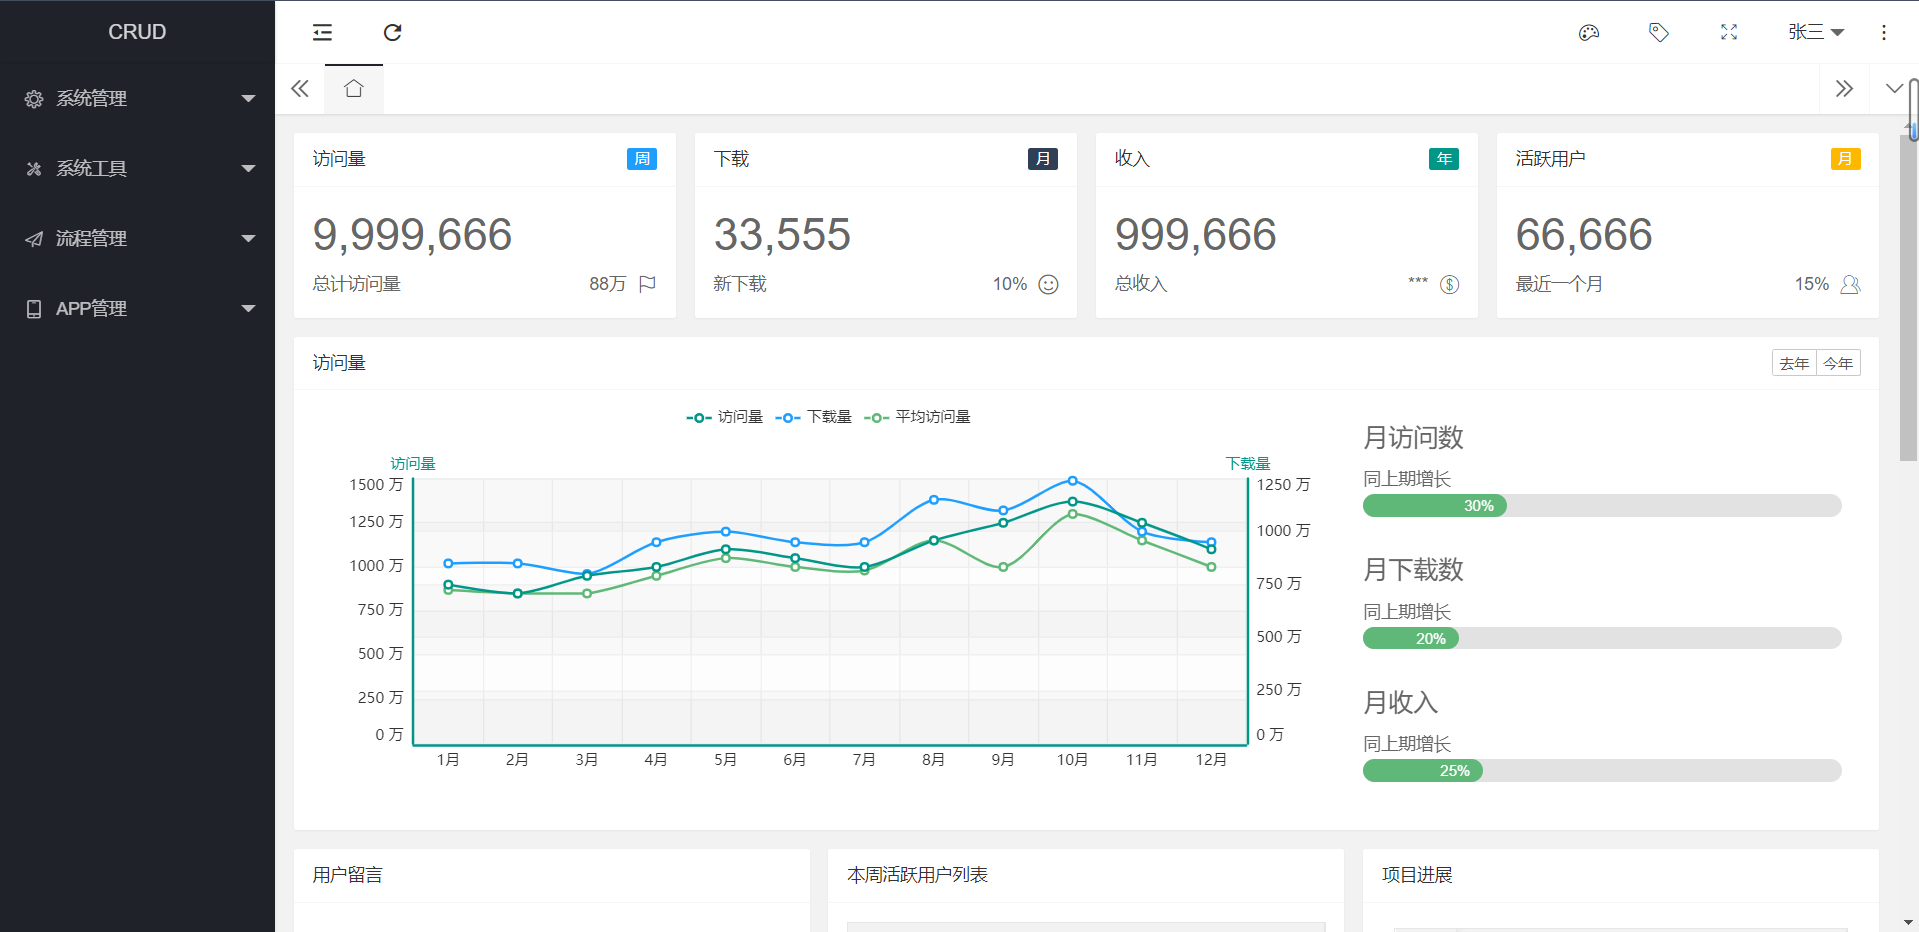 CRUD
系统管理
系统工具
流程管理
APP管理
张三
访问量 周
9,999,666
总计访问量 88万
下载 月
33,555
新下载 10%
收入 年
999,666
总收入 ***
活跃用户 月
66,666
最近一个月 15%
访问量
去年 今年
访问量 下载量 平均访问量
访问量 下载量
1500 万
1250 万
1000 万
750 万
500 万
250 万
0 万
1250 万
1000 万
750 万
500 万
250 万
0 万
1月 2月 3月 4月 5月 6月 7月 8月 9月 10月 11月 12月
月访问数
同上期增长
30%
月下载数
同上期增长
20%
月收入
同上期增长
25%
用户留言
本周活跃用户列表
项目进展